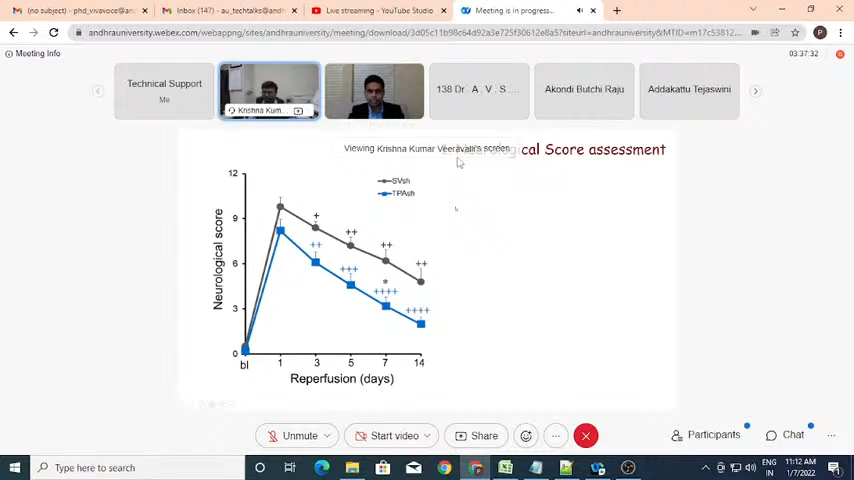 (no subject) - phd_vivavoce@and
Inbox (147) - au_techtalks@andh
Live streaming - YouTube Studio
Meeting is in progress...
andhrauniversity.webex.com/webappng/sites/andhrauniversity/meeting/download/3d05c11b98c64d92a3e725f30612e8a5?siteurl=andhrauniversity&MTID=m17c53812...
Meeting Info
03:37:32
Technical Support
Me
Krishna Kum...
138 Dr . A . V . S ....
Akondi Butchi Raju
Addakattu Tejaswini
Viewing Krishna Kumar Veeravalli's screen
cal Score assessment
SVsh
TPAsh
Neurological score
12
9
6
3
0
+
++
++
++
++
+++
*
++++
++++
bl
1
3
5
7
14
Reperfusion (days)
Unmute
Start video
Share
Participants
Chat
Type here to search
ENG
IN
11:12 AM
1/7/2022